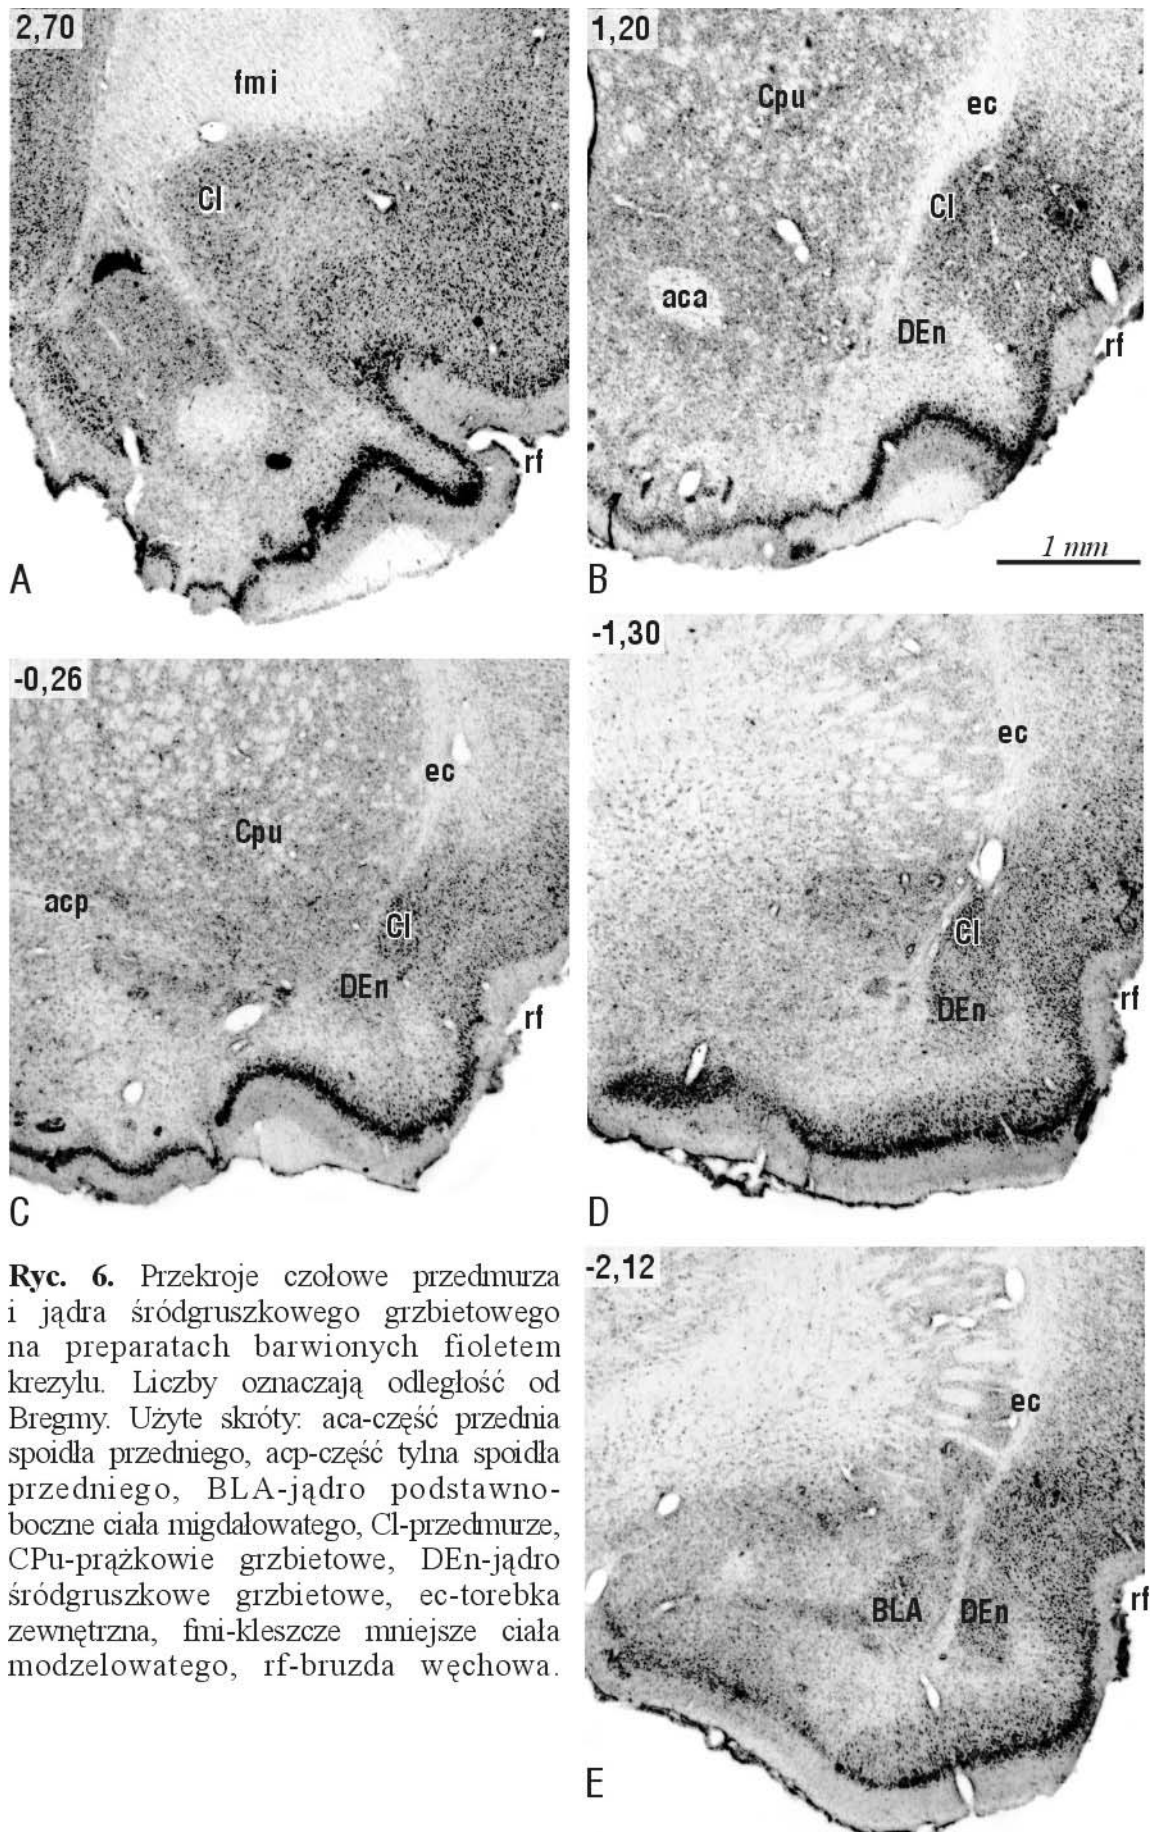 2,70
fmi
Cl
rf
A
1,20
Cpu
ec
Cl
aca
DEn
rf
1 mm
B
-0,26
ec
Cpu
acp
Cl
DEn
rf
C
-1,30
ec
Cl
DEn
rf
D
Ryc. 6. Przekroje czołowe przedmurza
i jądra śródgruszkowego grzbietowego
na preparatach barwionych fioletem
krezylu. Liczby oznaczają odległość od
Bregmy. Użyte skróty: aca-część przednia
spoidła przedniego, acp-część tylna spoidła
przedniego, BLA-jądro podstawno-
boczne ciała migdałowatego, Cl-przedmurze,
CPu-prążkowie grzbietowe, DEn-jądro
śródgruszkowe grzbietowe, ec-torebka
zewnętrzna, fmi-kleszcze mniejsze ciała
modzelowatego, rf-bruzda węchowa.
-2,12
ec
BLA
DEn
rf
E